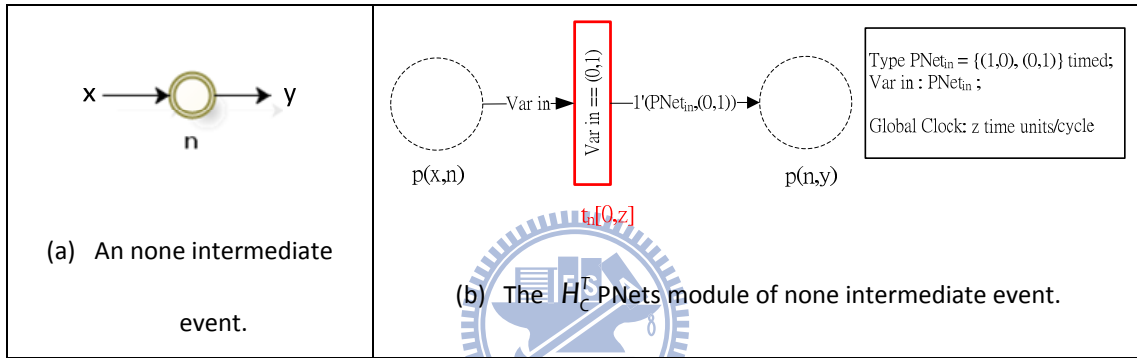 x
y
n
(a) An none intermediate
event.
Var in
Var in == (0,1)
1'(PNetin,(0,1))
p(x,n)
p(n,y)
tn[0,z]
Type PNetin = {(1,0), (0,1)} timed;
Var in : PNetin ;
Global Clock: z time units/cycle
(b) The H_C^T PNets module of none intermediate event.